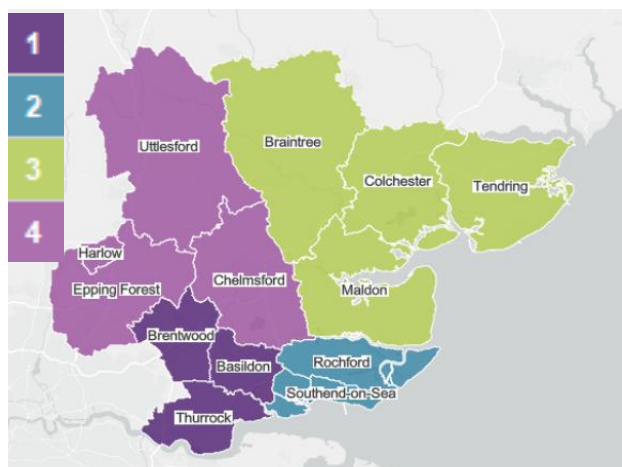 1
2
3
4
Uttlesford
Braintree
Colchester
Tendring
Harlow
Epping Forest
Chelmsford
Maldon
Brentwood
Basildon
Rochford
Southend-on-Sea
Thurrock